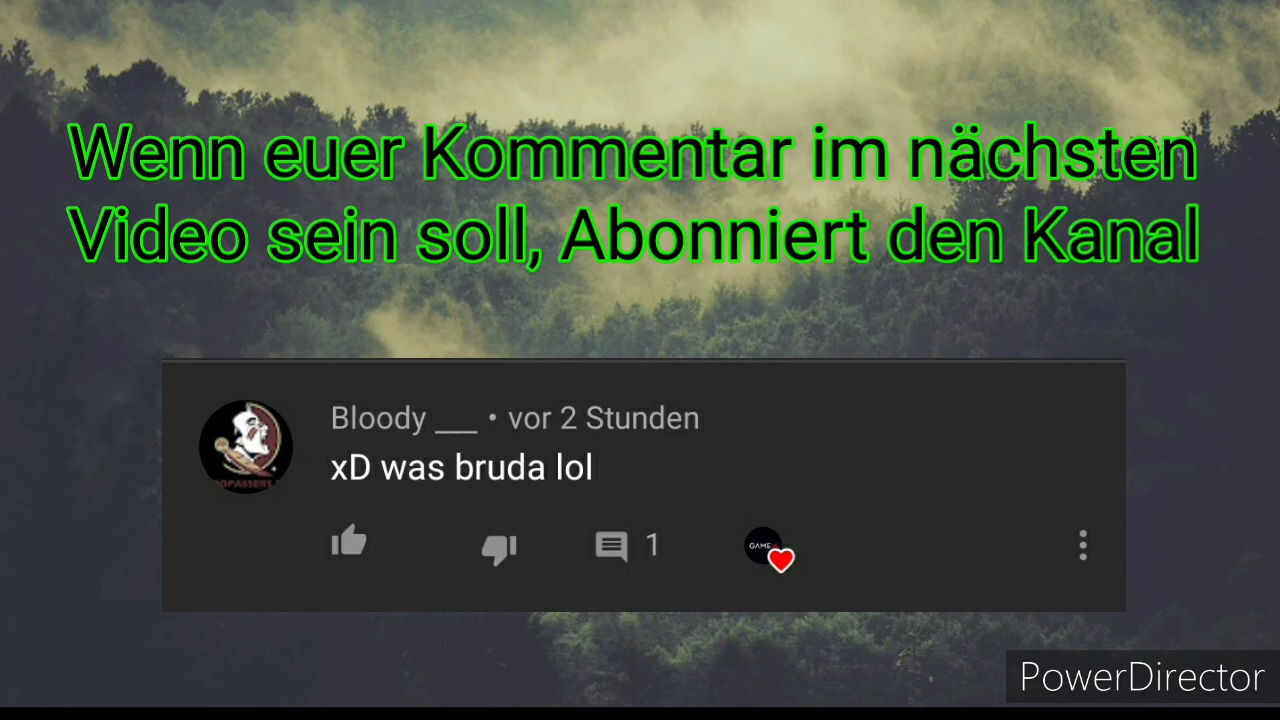 Wenn euer Kommentar im nächsten
Video sein soll, Abonniert den Kanal
Bloody ___ • vor 2 Stunden
xD was bruda lol
1
PowerDirector